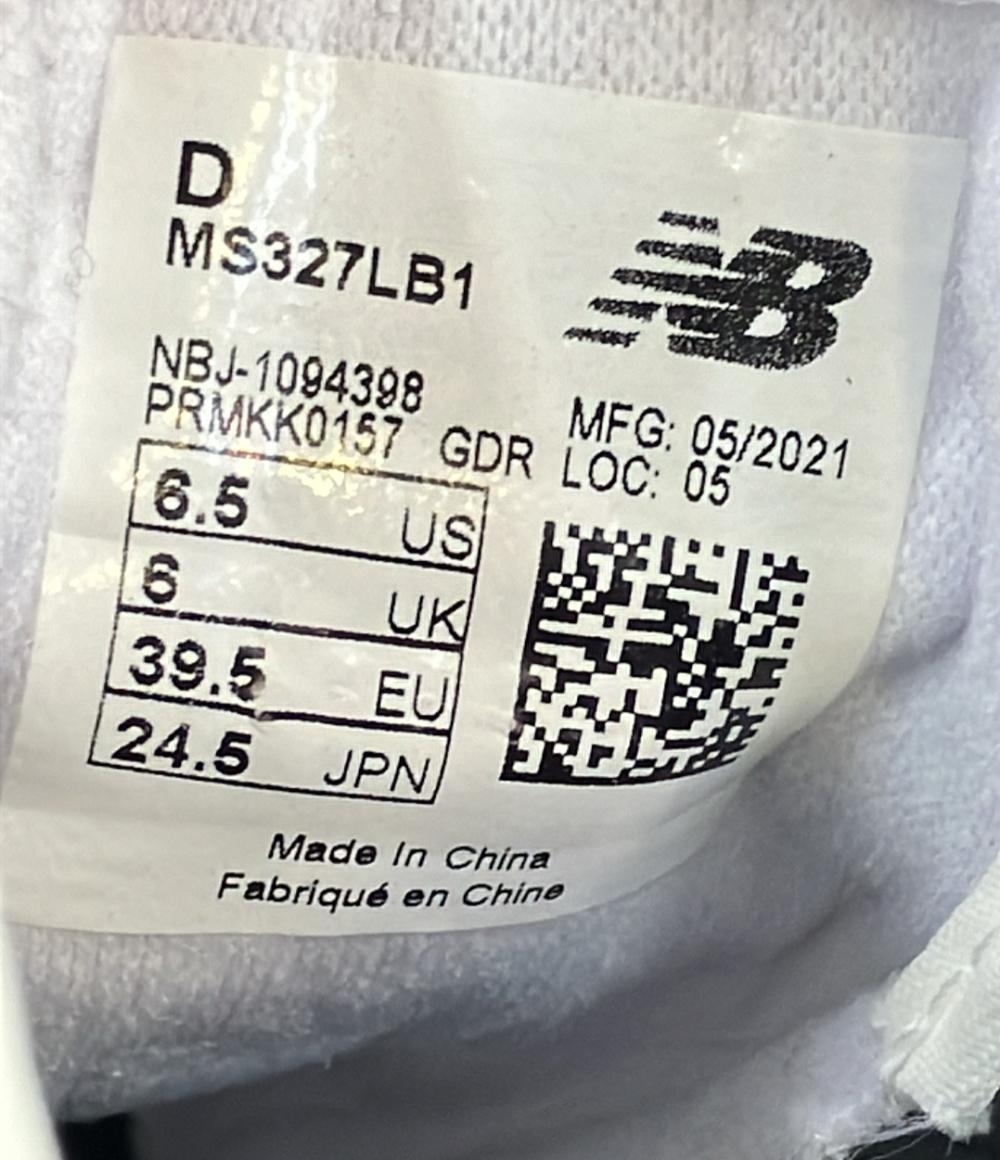 D
MS327LB1
NB
NBJ-1094398
PRMKK0157 GDR
MFG: 05/2021
LOC: 05
6.5 US
6 UK
39.5 EU
24.5 JPN
Made In China
Fabriqué en Chine